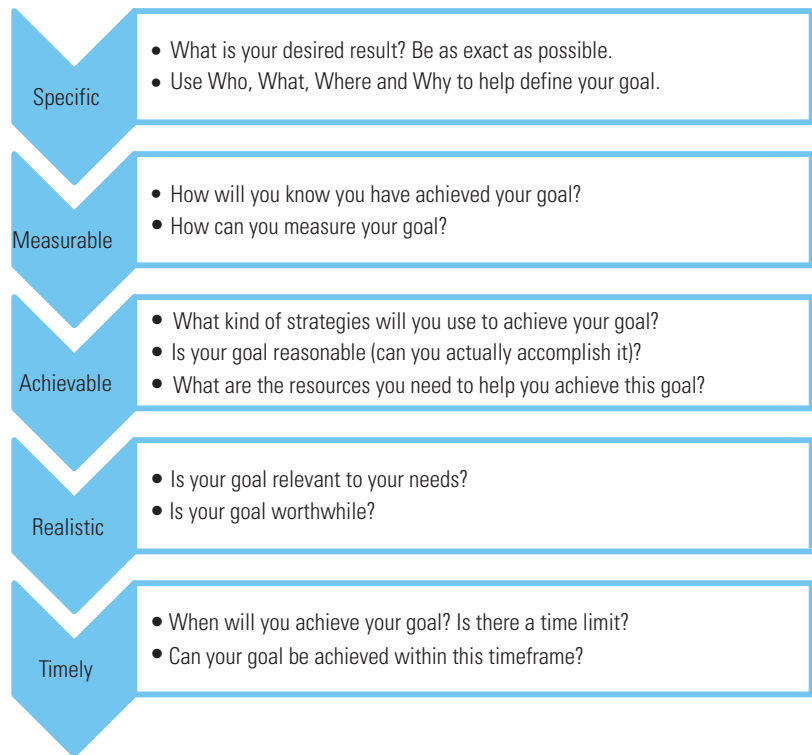 Specific
• What is your desired result? Be as exact as possible.
• Use Who, What, Where and Why to help define your goal.
Measurable
• How will you know you have achieved your goal?
• How can you measure your goal?
Achievable
• What kind of strategies will you use to achieve your goal?
• Is your goal reasonable (can you actually accomplish it)?
• What are the resources you need to help you achieve this goal?
Realistic
• Is your goal relevant to your needs?
• Is your goal worthwhile?
Timely
• When will you achieve your goal? Is there a time limit?
• Can your goal be achieved within this timeframe?